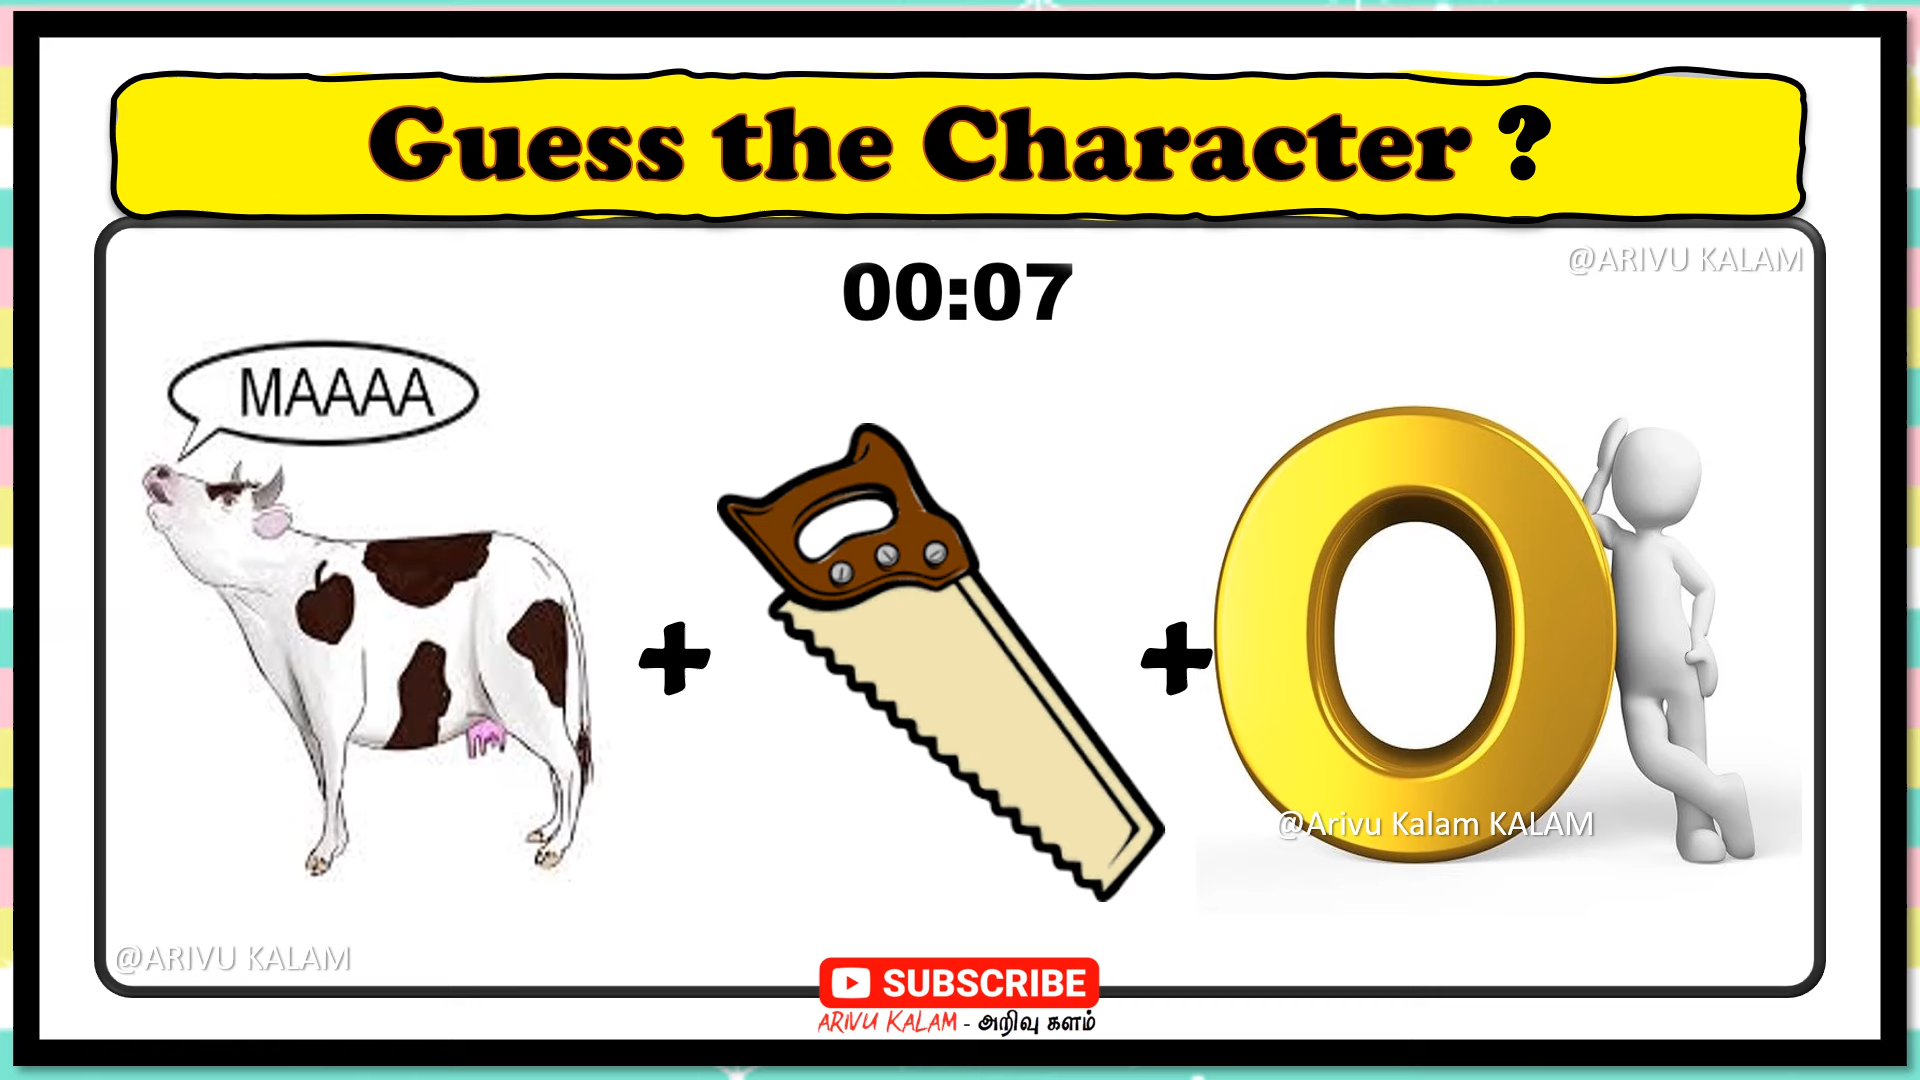 Guess the Character ?
@ARIVU KALAM
00:07
MAAAA
+
+
O
@Arivu Kalam KALAM
@ARIVU KALAM
SUBSCRIBE
ARIVU KALAM - அறிவு களம்